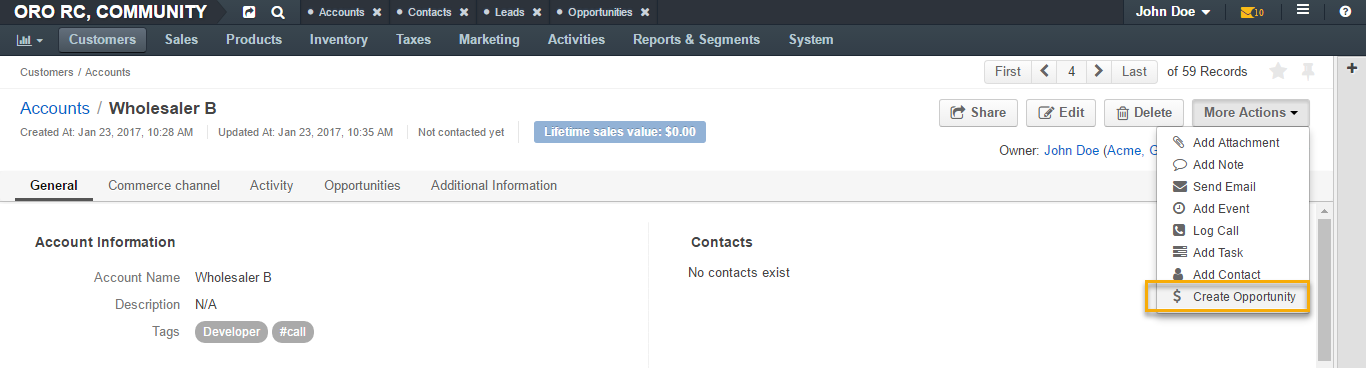 ORO RC, COMMUNITY
Accounts
Contacts
Leads
Opportunities
John Doe
10
Customers
Sales
Products
Inventory
Taxes
Marketing
Activities
Reports & Segments
System
Customers / Accounts
First
4
Last
of 59 Records
Accounts / Wholesaler B
Share
Edit
Delete
More Actions
Created At: Jan 23, 2017, 10:28 AM
Updated At: Jan 23, 2017, 10:35 AM
Not contacted yet
Lifetime sales value: $0.00
Owner: John Doe (Acme, G
Add Attachment
Add Note
Send Email
Add Event
Log Call
Add Task
Add Contact
Create Opportunity
General
Commerce channel
Activity
Opportunities
Additional Information
Account Information
Account Name Wholesaler B
Description N/A
Tags Developer #call
Contacts
No contacts exist